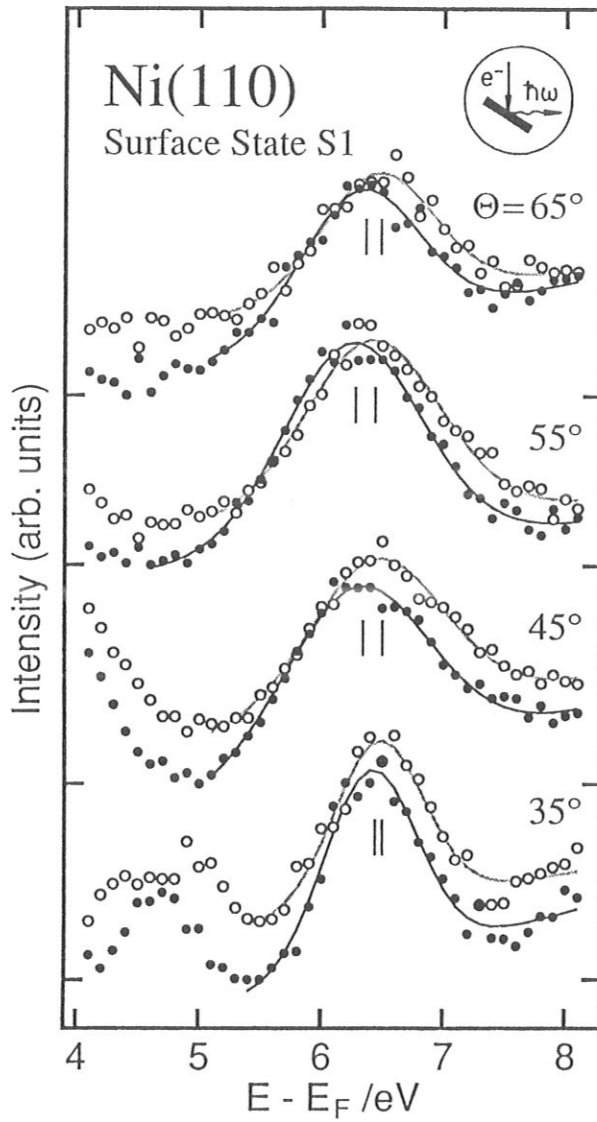 Ni(110)
Surface State S1
e⁻
ħω
Θ = 65°
55°
45°
35°
Intensity (arb. units)
4 5 6 7 8
E - E_F /eV